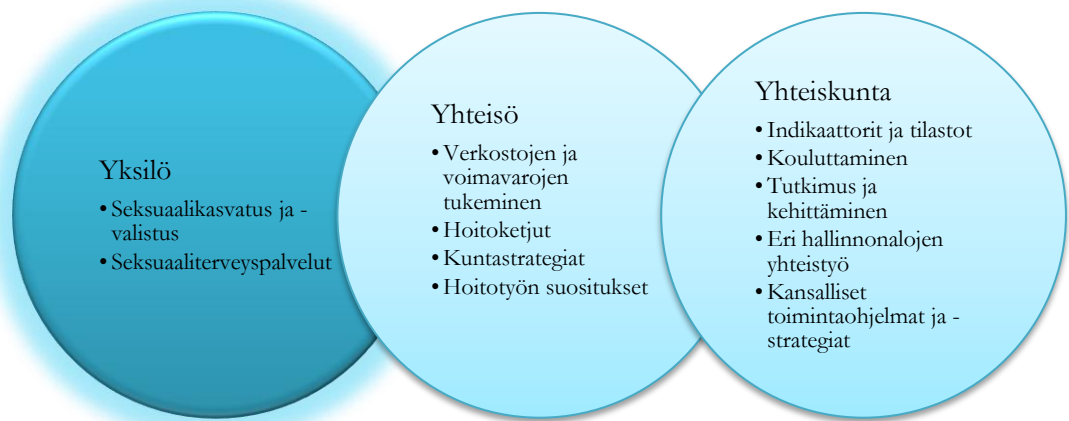 Yksilö
• Seksuaalikasvatus ja -
valistus
• Seksuaaliterveyspalvelut
Yhteisö
• Verkostojen ja
voimavarojen
tukeminen
• Hoitoketjut
• Kuntastrategiat
• Hoitotyön suositukset
Yhteiskunta
• Indikaattorit ja tilastot
• Kouluttaminen
• Tutkimus ja
kehittäminen
• Eri hallinnonalojen
yhteistyö
• Kansalliset
toimintaohjelmat ja -
strategiat